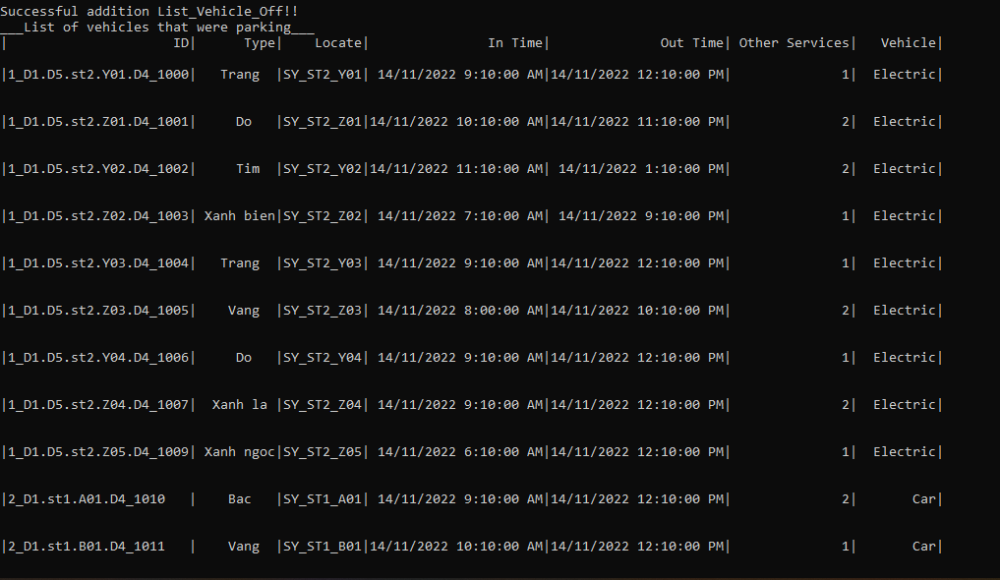 Successful addition List_Vehicle_Off!!
___List of vehicles that were parking___
|                     ID|      Type|    Locate|               In Time|              Out Time| Other Services|   Vehicle|
|1_D1.D5.st2.Y01.D4_1000|   Trang  |SY_ST2_Y01| 14/11/2022 9:10:00 AM|14/11/2022 12:10:00 PM|              1|  Electric|
|1_D1.D5.st2.Z01.D4_1001|     Do   |SY_ST2_Z01|14/11/2022 10:10:00 AM|14/11/2022 11:10:00 PM|              2|  Electric|
|1_D1.D5.st2.Y02.D4_1002|     Tim  |SY_ST2_Y02|14/11/2022 11:10:00 AM| 14/11/2022 1:10:00 PM|              2|  Electric|
|1_D1.D5.st2.Z02.D4_1003| Xanh bien|SY_ST2_Z02| 14/11/2022 7:10:00 AM| 14/11/2022 9:10:00 PM|              1|  Electric|
|1_D1.D5.st2.Y03.D4_1004|   Trang  |SY_ST2_Y03| 14/11/2022 9:10:00 AM|14/11/2022 12:10:00 PM|              1|  Electric|
|1_D1.D5.st2.Z03.D4_1005|    Vang  |SY_ST2_Z03| 14/11/2022 8:00:00 AM|14/11/2022 10:10:00 PM|              2|  Electric|
|1_D1.D5.st2.Y04.D4_1006|     Do   |SY_ST2_Y04| 14/11/2022 9:10:00 AM|14/11/2022 12:10:00 PM|              1|  Electric|
|1_D1.D5.st2.Z04.D4_1007|  Xanh la |SY_ST2_Z04| 14/11/2022 9:10:00 AM|14/11/2022 12:10:00 PM|              2|  Electric|
|1_D1.D5.st2.Z05.D4_1009| Xanh ngoc|SY_ST2_Z05| 14/11/2022 6:10:00 AM|14/11/2022 12:10:00 PM|              1|  Electric|
|2_D1.st1.A01.D4_1010   |    Bac   |SY_ST1_A01| 14/11/2022 9:10:00 AM|14/11/2022 12:10:00 PM|              2|       Car|
|2_D1.st1.B01.D4_1011   |    Vang  |SY_ST1_B01|14/11/2022 10:10:00 AM|14/11/2022 12:10:00 PM|              1|       Car|